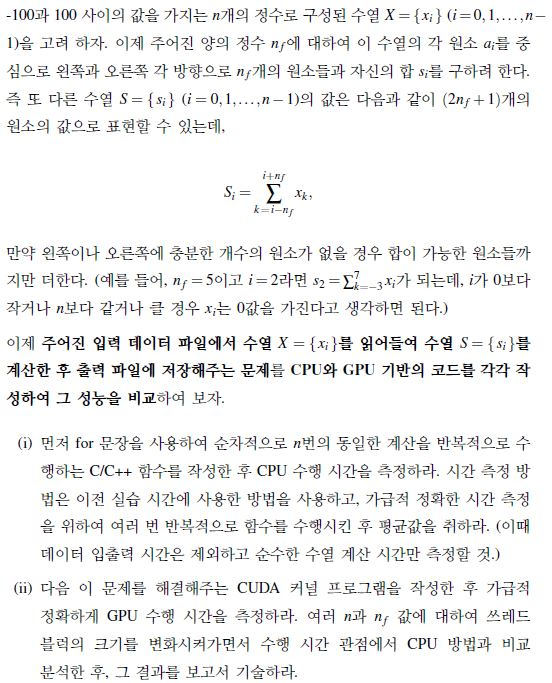 -100과 100 사이의 값을 가지는 n개의 정수로 구성된 수열 X = {x_i} (i = 0, 1, ..., n −
1)을 고려 하자. 이제 주어진 양의 정수 n_f에 대하여 이 수열의 각 원소 a_i를 중
심으로 왼쪽과 오른쪽 각 방향으로 n_f개의 원소들과 자신의 합 s_i를 구하려 한다.
즉 또 다른 수열 S = {s_i} (i = 0, 1, ..., n − 1)의 값은 다음과 같이 (2n_f + 1)개의
원소의 값으로 표현할 수 있는데,
S_i = ∑_{k=i−n_f}^{i+n_f} x_k,
만약 왼쪽이나 오른쪽에 충분한 개수의 원소가 없을 경우 합이 가능한 원소들까
지만 더한다. (예를 들어, n_f = 5이고 i = 2라면 s_2 = ∑_{k=−3}^{7} x_i가 되는데, i가 0보다
작거나 n보다 같거나 클 경우 x_i는 0값을 가진다고 생각하면 된다.)
이제 주어진 입력 데이터 파일에서 수열 X = {x_i}를 읽어들여 수열 S = {s_i}를
계산한 후 출력 파일에 저장해주는 문제를 CPU와 GPU 기반의 코드를 각각 작
성하여 그 성능을 비교하여 보자.
(i) 먼저 for 문장을 사용하여 순차적으로 n번의 동일한 계산을 반복적으로 수
행하는 C/C++ 함수를 작성한 후 CPU 수행 시간을 측정하라. 시간 측정 방
법은 이전 실습 시간에 사용한 방법을 사용하고, 가급적 정확한 시간 측정
을 위하여 여러 번 반복적으로 함수를 수행시킨 후 평균값을 취하라. (이때
데이터 입출력 시간은 제외하고 순수한 수열 계산 시간만 측정할 것.)
(ii) 다음 이 문제를 해결해주는 CUDA 커널 프로그램을 작성한 후 가급적
정확하게 GPU 수행 시간을 측정하라. 여러 n과 n_f 값에 대하여 쓰레드
블럭의 크기를 변화시켜가면서 수행 시간 관점에서 CPU 방법과 비교
분석한 후, 그 결과를 보고서 기술하라.